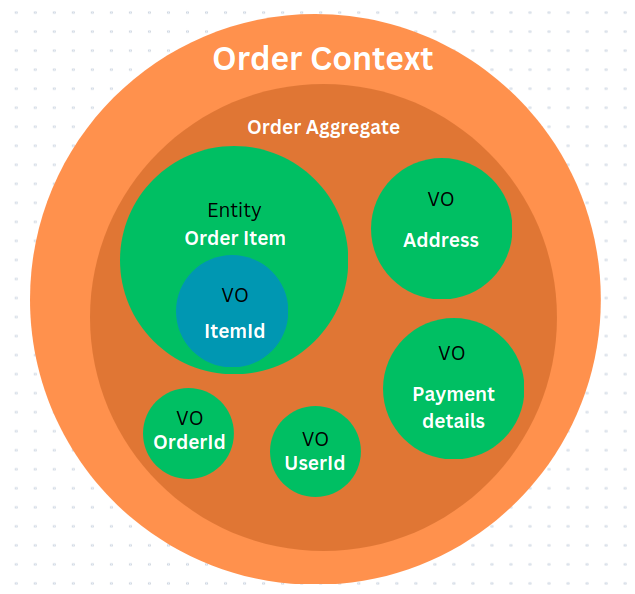 Order Context
Order Aggregate
Entity
Order Item
VO
ItemId
VO
Address
VO
Payment
details
VO
OrderId
VO
UserId